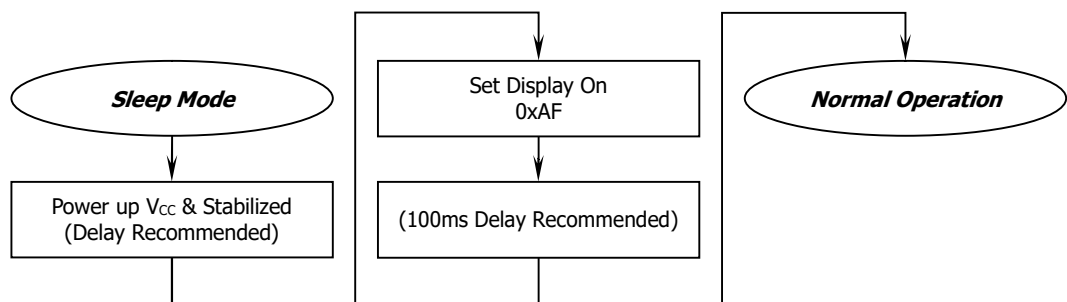 Sleep Mode
Power up VCC & Stabilized
(Delay Recommended)
Set Display On
0xAF
(100ms Delay Recommended)
Normal Operation